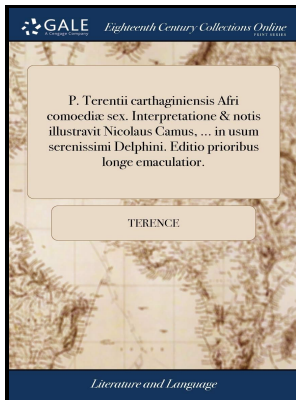 GALE
A Cengage Company
Eighteenth Century Collections Online
PRINT SERIES
P. Terentii carthaginiensis Afri
comoediæ sex. Interpretatione & notis
illustravit Nicolaus Camus, ... in usum
serenissimi Delphini. Editio prioribus
longe emaculatior.
TERENCE
Literature and Language